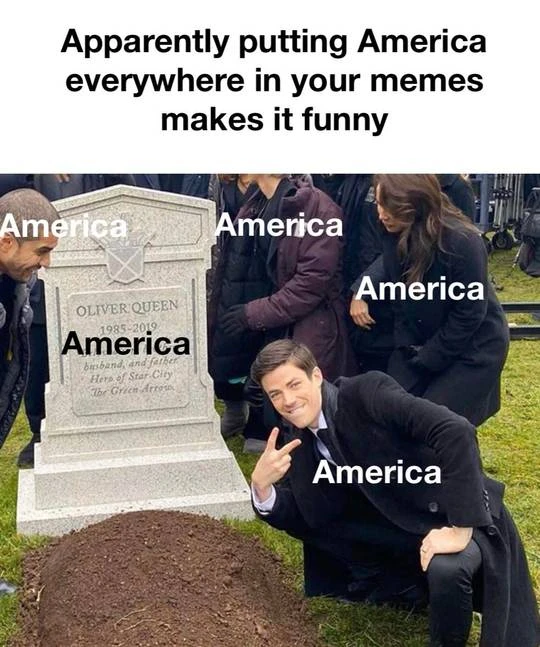 Apparently putting America
everywhere in your memes
makes it funny
America
America
America
OLIVER QUEEN
1985-2019
America
husband, and father
Hero of Star City
The Green Arrow
America